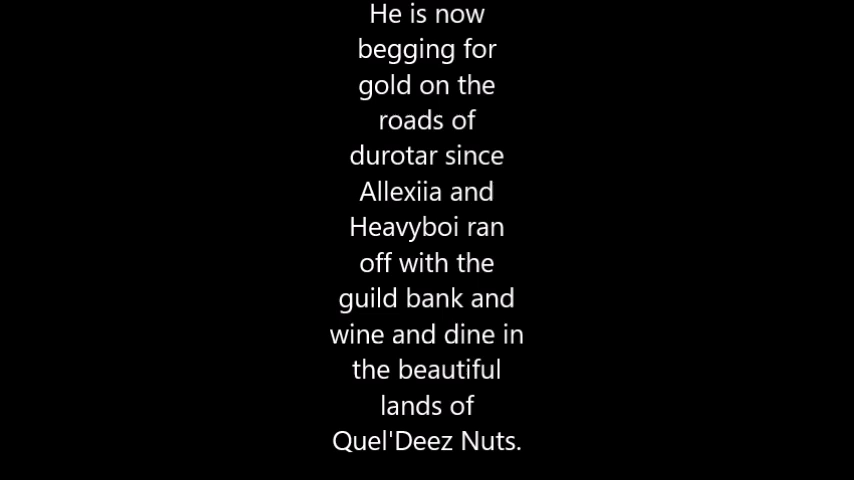 He is now
begging for
gold on the
roads of
durotar since
Allexiia and
Heavyboi ran
off with the
guild bank and
wine and dine in
the beautiful
lands of
Quel'Deez Nuts.